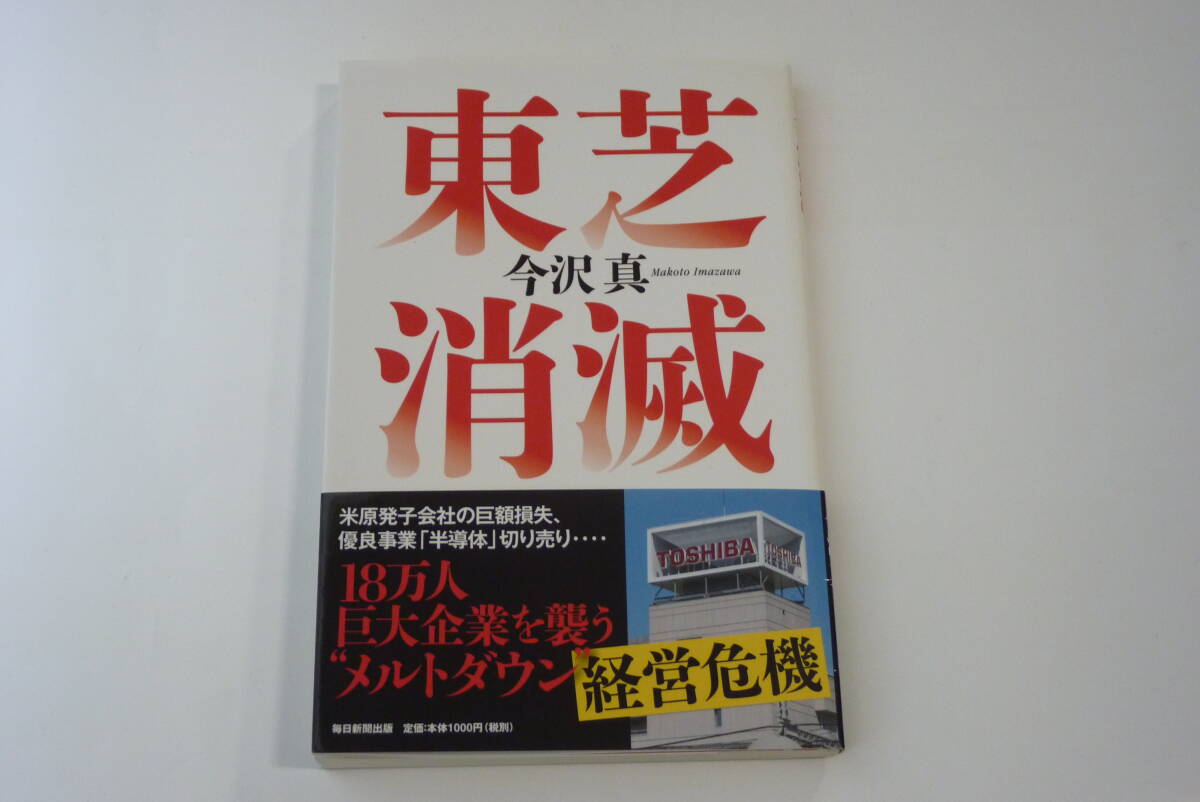 東芝
今沢 真 Makoto Imazawa
消滅
米原発子会社の巨額損失、
優良事業「半導体」切り売り‥‥
18万人
巨大企業を襲う
“メルトダウン”
TOSHIBA TOSHIBA
経営危機
毎日新聞出版 定価:本体1000円(税別)